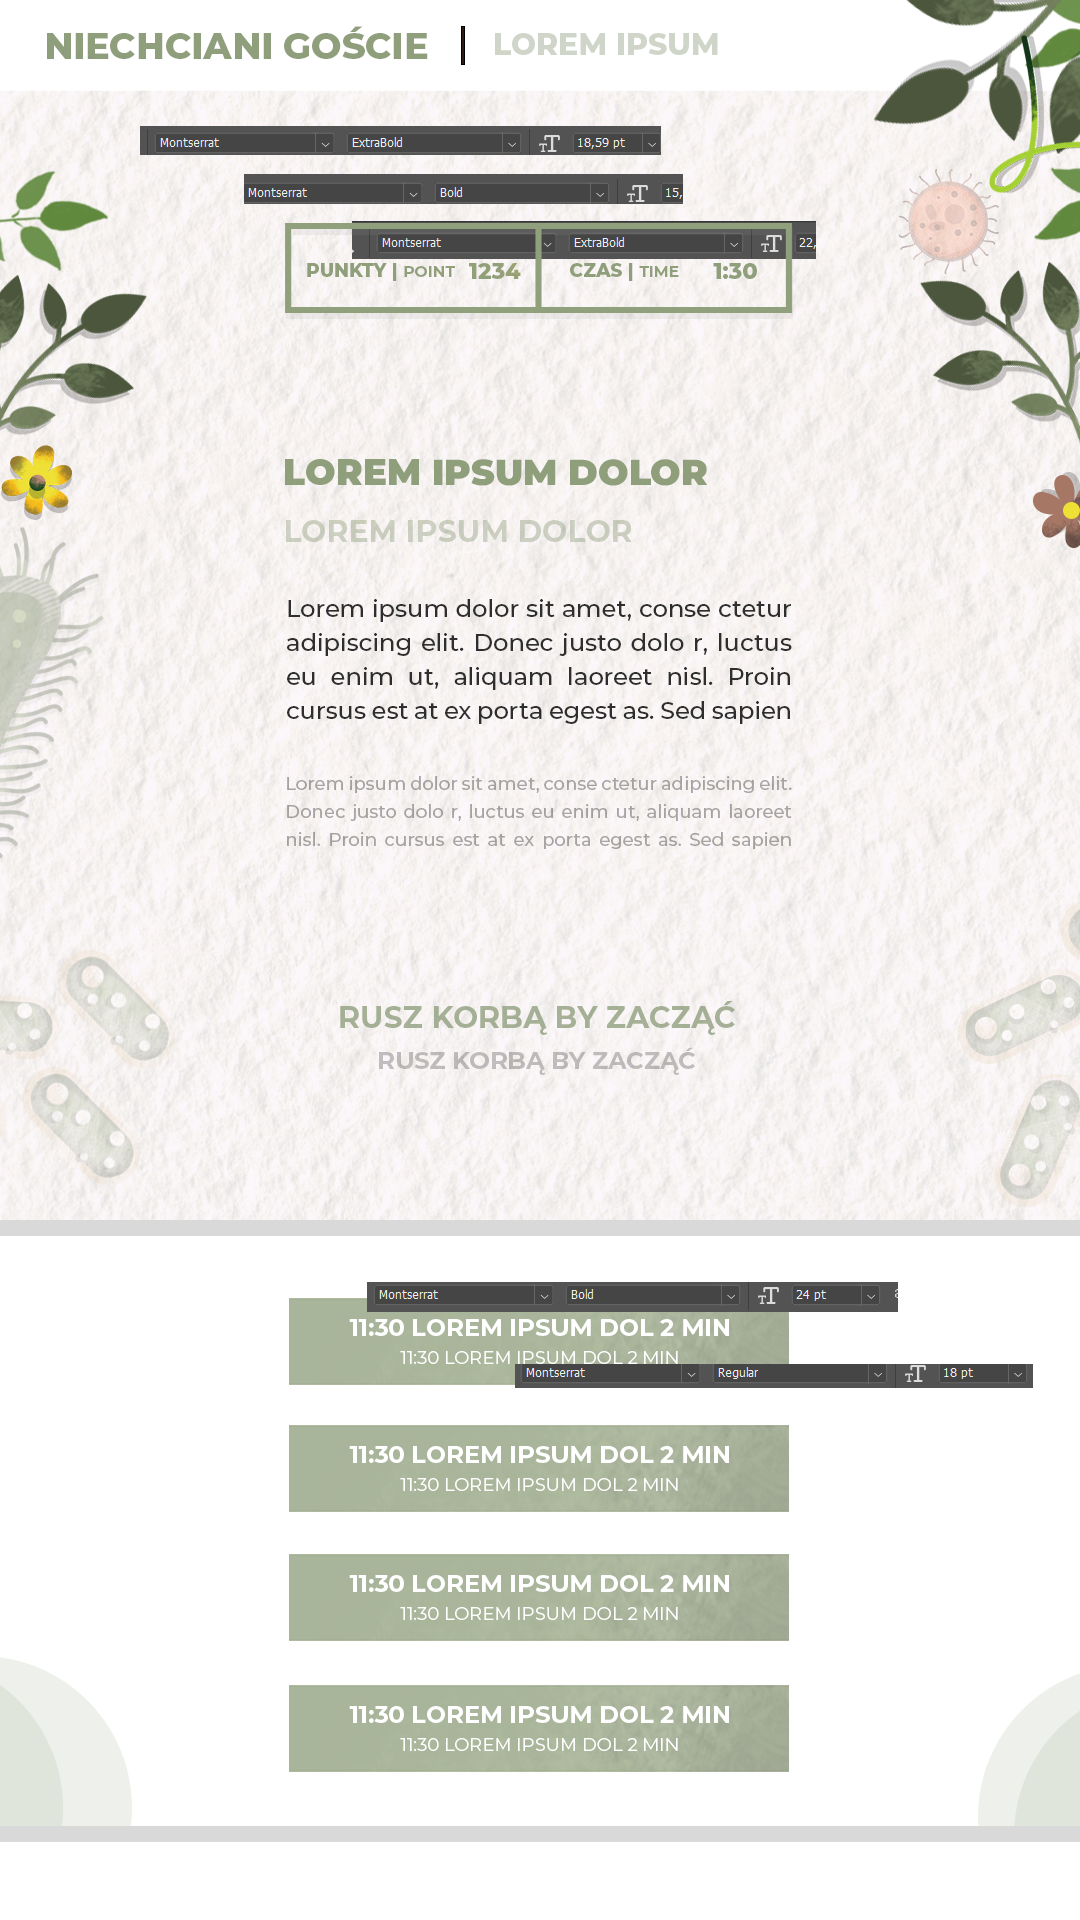 NIECHCIANI GOŚCIE | LOREM IPSUM
Montserrat ExtraBold 18,59 pt
Montserrat Bold 15,
Montserrat ExtraBold 22,
PUNKTY | POINT 1234 CZAS | TIME 1:30
LOREM IPSUM DOLOR
LOREM IPSUM DOLOR
Lorem ipsum dolor sit amet, conse ctetur
adipiscing elit. Donec justo dolo r, luctus
eu enim ut, aliquam laoreet nisl. Proin
cursus est at ex porta egest as. Sed sapien
Lorem ipsum dolor sit amet, conse ctetur adipiscing elit.
Donec justo dolo r, luctus eu enim ut, aliquam laoreet
nisl. Proin cursus est at ex porta egest as. Sed sapien
RUSZ KORBĄ BY ZACZĄĆ
RUSZ KORBĄ BY ZACZĄĆ
Montserrat Bold 24 pt
11:30 LOREM IPSUM DOL 2 MIN
11:30 LOREM IPSUM DOL 2 MIN
Montserrat Regular 18 pt
11:30 LOREM IPSUM DOL 2 MIN
11:30 LOREM IPSUM DOL 2 MIN
11:30 LOREM IPSUM DOL 2 MIN
11:30 LOREM IPSUM DOL 2 MIN
11:30 LOREM IPSUM DOL 2 MIN
11:30 LOREM IPSUM DOL 2 MIN